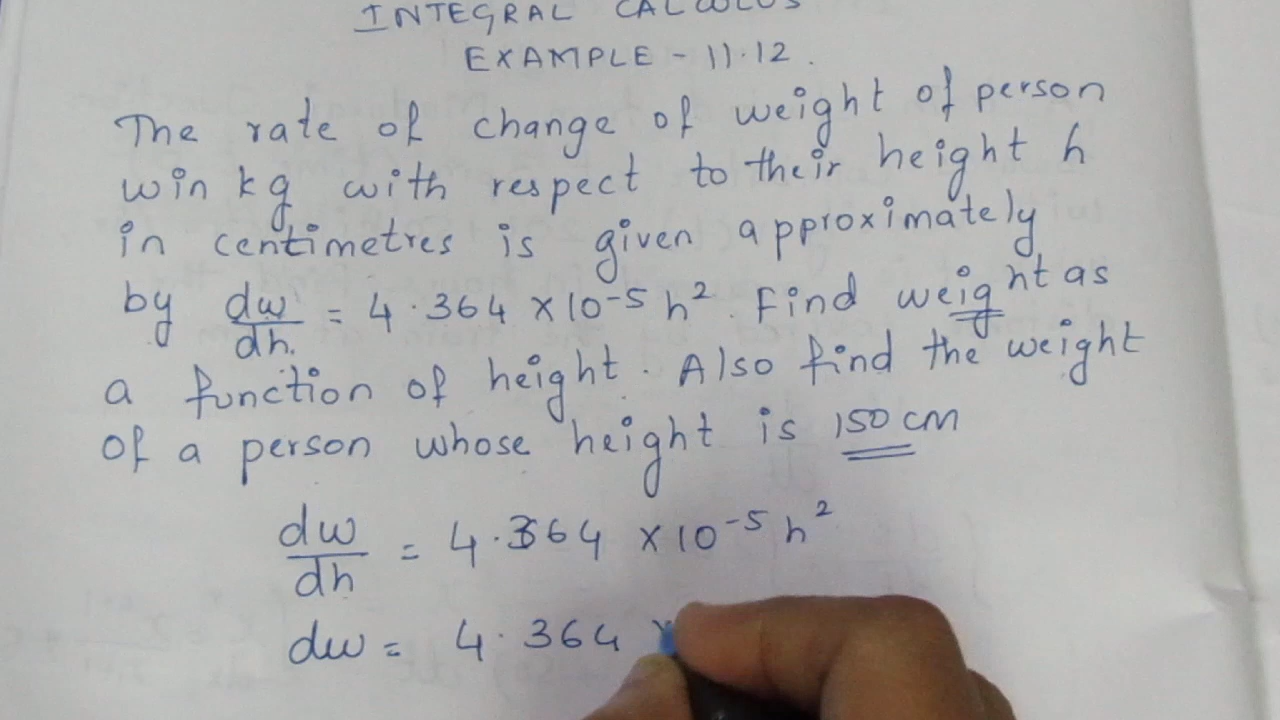 INTEGRAL CALCULUS
EXAMPLE - 11.12.
The rate of change of weight of person
w in kg with respect to their height h
in centimetres is given approximately
by dw/dh = 4.364 × 10⁻⁵ h². Find weight as
a function of height. Also find the weight
of a person whose height is 150 cm
dw/dh = 4.364 × 10⁻⁵ h²
dw = 4.364 ×